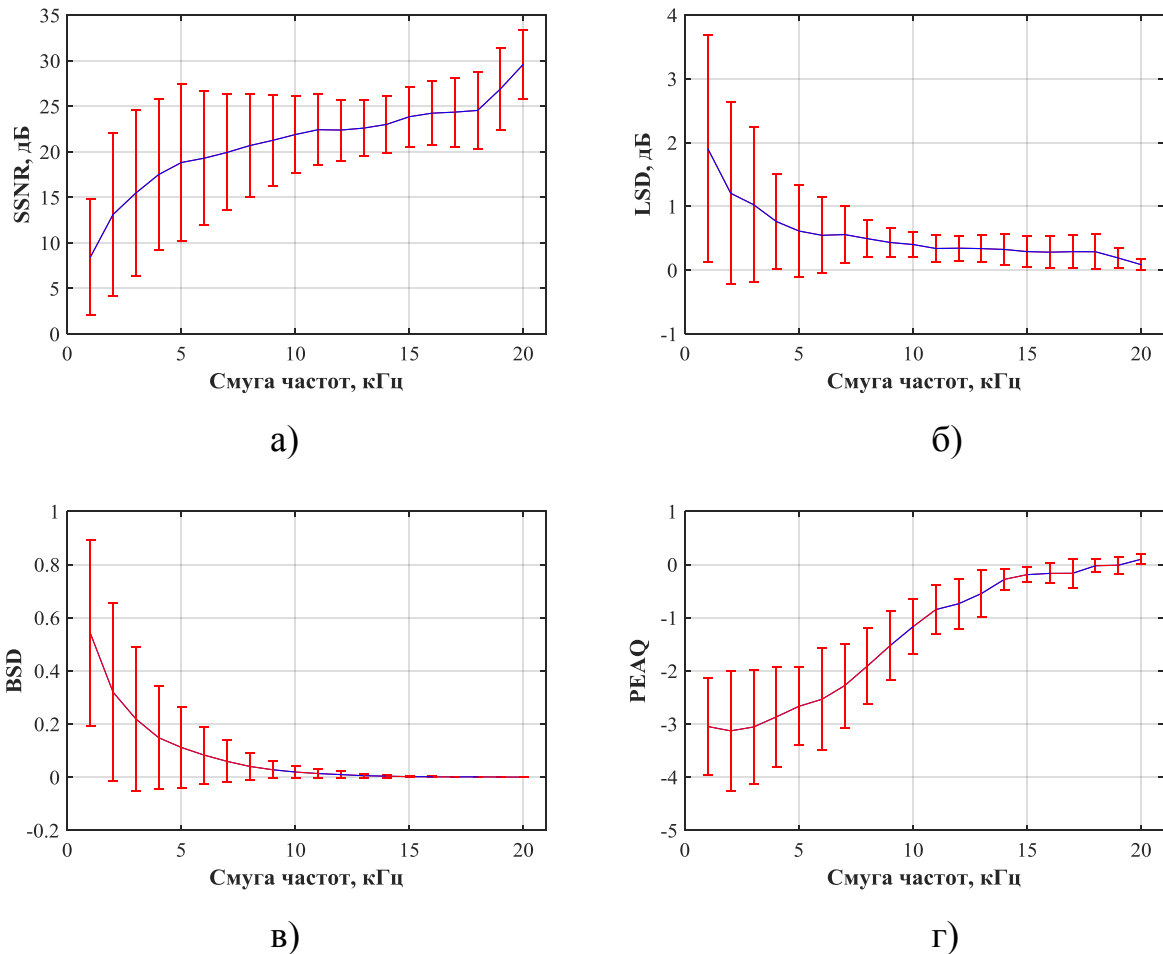 35
30
25
20
15
10
5
0
SSNR, дБ
0 5 10 15 20
Смуга частот, кГц
а)
4
3
2
1
0
-1
LSD, дБ
0 5 10 15 20
Смуга частот, кГц
б)
1
0.8
0.6
0.4
0.2
0
-0.2
BSD
0 5 10 15 20
Смуга частот, кГц
в)
1
0
-1
-2
-3
-4
-5
PEAQ
0 5 10 15 20
Смуга частот, кГц
г)